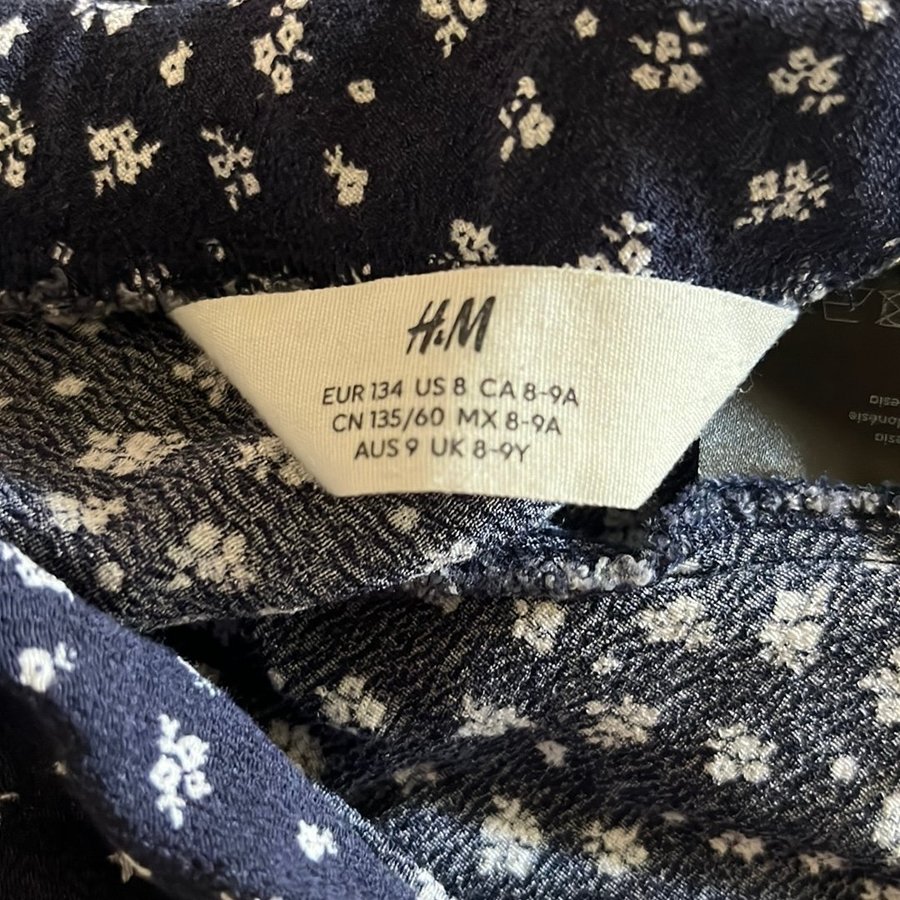 H&M
EUR 134 US 8 CA 8-9A
CN 135/60 MX 8-9A
AUS 9 UK 8-9Y